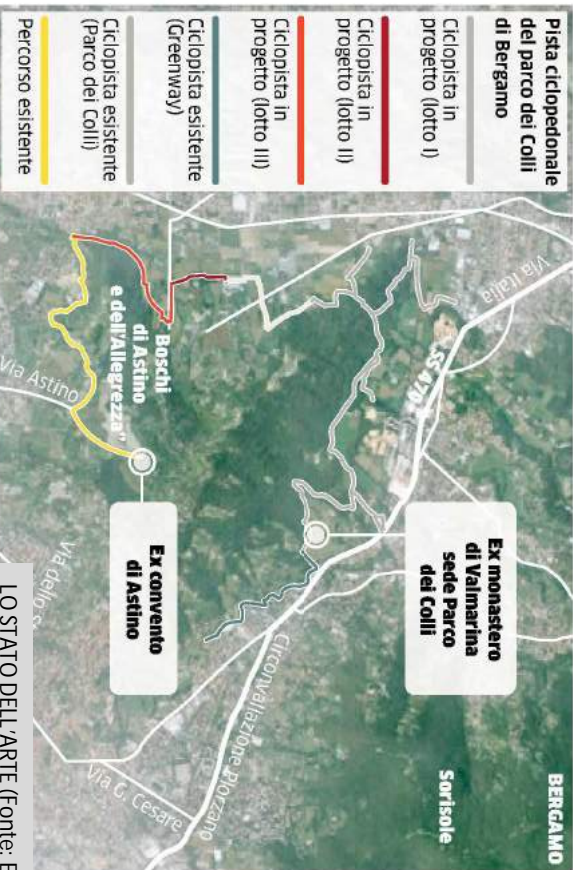 Pista ciclopedonale
del parco dei Colli
di Bergamo
Ciclopista in
progetto (lotto I)
Ciclopista in
progetto (lotto II)
Ciclopista in
progetto (lotto III)
Ciclopista esistente
(Greenway)
Ciclopista esistente
(Parco dei Colli)
Percorso esistente
BERGAMO
Sorisole
Via Italia
SS 470
Ex monastero
di Valmarina
sede Parco
dei Colli
Circonvallazione Plorzano
Via G. Cesare
Boschi
di Astino
e dell'Allegrezza"
Via Astino
Ex convento
di Astino
Via dello
LO STATO DELL'ARTE (Fonte: